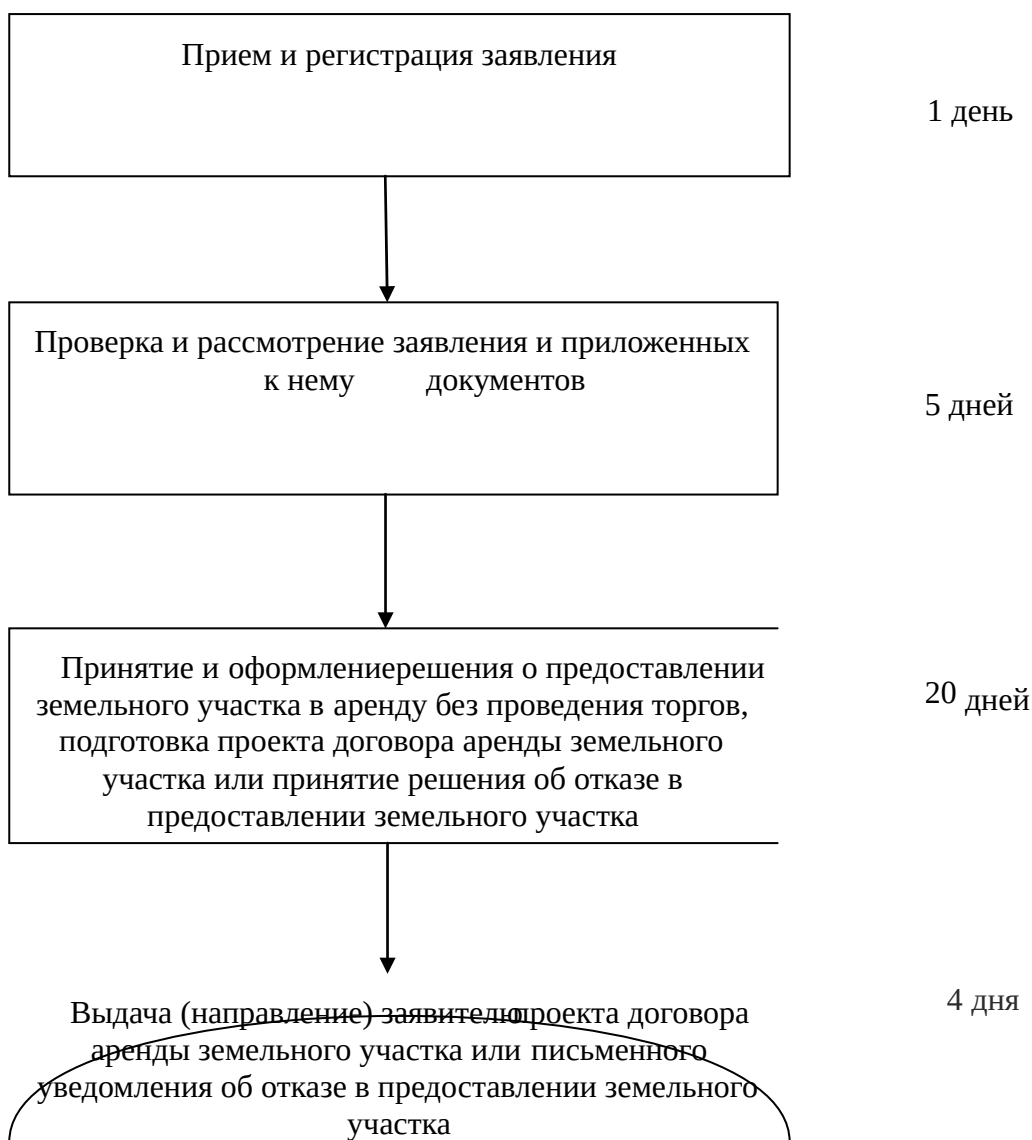 Прием и регистрация заявления
1 день
Проверка и рассмотрение заявления и приложенных
к нему документов
5 дней
Принятие и оформлениерешения о предоставлении
земельного участка в аренду без проведения торгов,
подготовка проекта договора аренды земельного
участка или принятие решения об отказе в
предоставлении земельного участка
20 дней
Выдача (направление) заявителюпроекта договора
аренды земельного участка или письменного
уведомления об отказе в предоставлении земельного
участка
4 дня